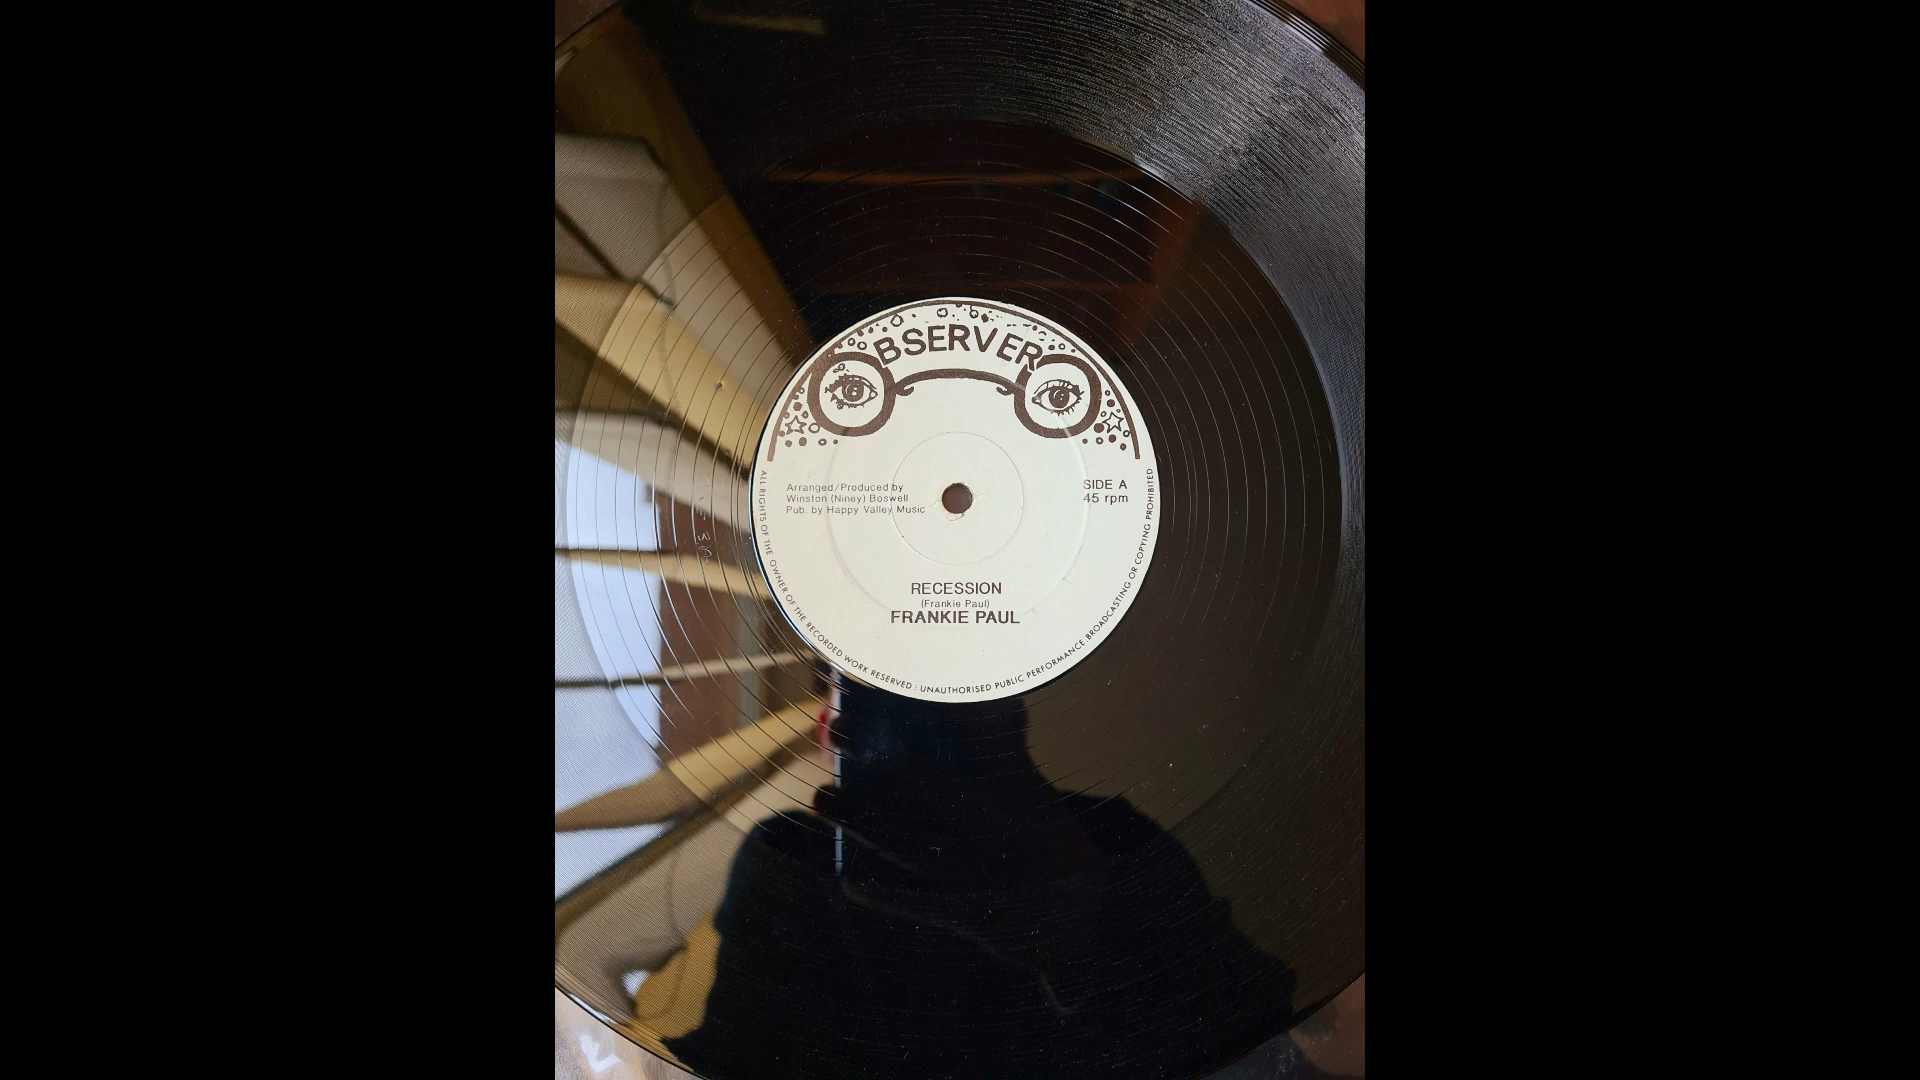 OBSERVER
Arranged/Produced by
Winston (Niney) Boswell
Pub. by Happy Valley Music
SIDE A
45 rpm
RECESSION
(Frankie Paul)
FRANKIE PAUL
ALL RIGHTS OF THE OWNER OF THE RECORDED WORK RESERVED : UNAUTHORISED PUBLIC PERFORMANCE BROADCASTING OR COPYING PROHIBITED